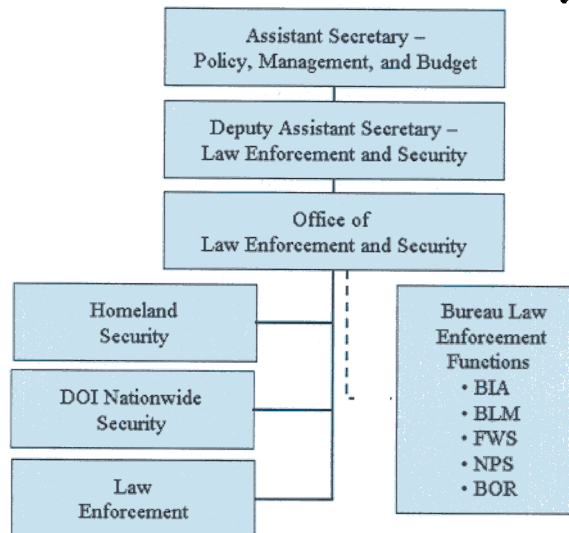 Assistant Secretary –
Policy, Management, and Budget
Deputy Assistant Secretary –
Law Enforcement and Security
Office of
Law Enforcement and Security
Homeland
Security
DOI Nationwide
Security
Law
Enforcement
Bureau Law
Enforcement
Functions
• BIA
• BLM
• FWS
• NPS
• BOR